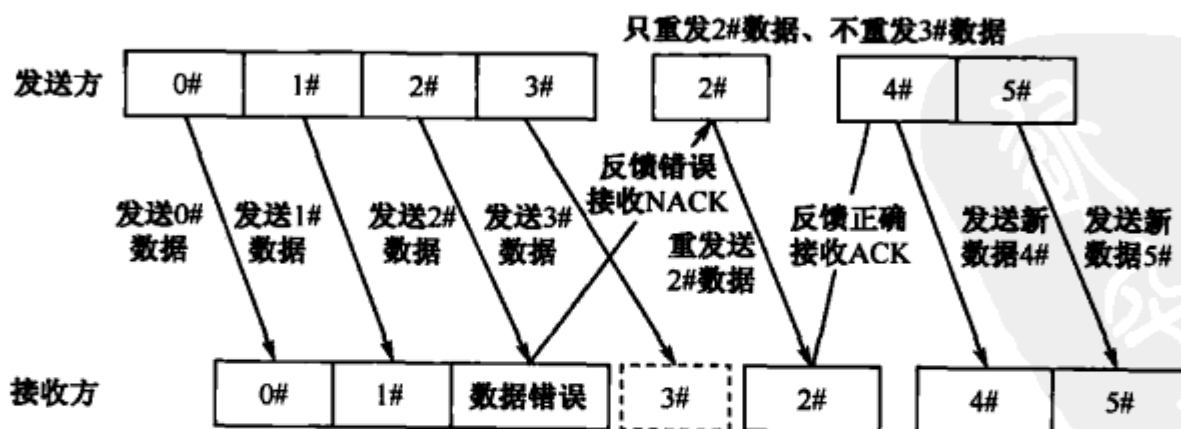 只重发2#数据、不重发3#数据
发送方
0#
1#
2#
3#
2#
4#
5#
发送0#
数据
发送1#
数据
发送2#
数据
发送3#
数据
反馈错误
接收NACK
重发送
2#数据
反馈正确
接收ACK
发送新
数据4#
发送新
数据5#
接收方
0#
1#
数据错误
3#
2#
4#
5#